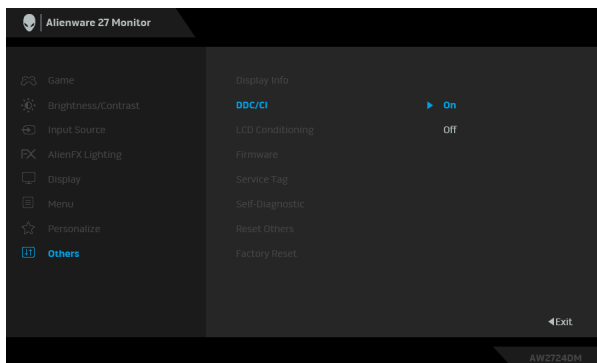 Alienware 27 Monitor
Game
Brightness/Contrast
Input Source
AlienFX Lighting
Display
Menu
Personalize
Others
Display Info
DDC/CI
LCD Conditioning
Firmware
Service Tag
Self-Diagnostic
Reset Others
Factory Reset
On
Off
Exit
AW2724DM